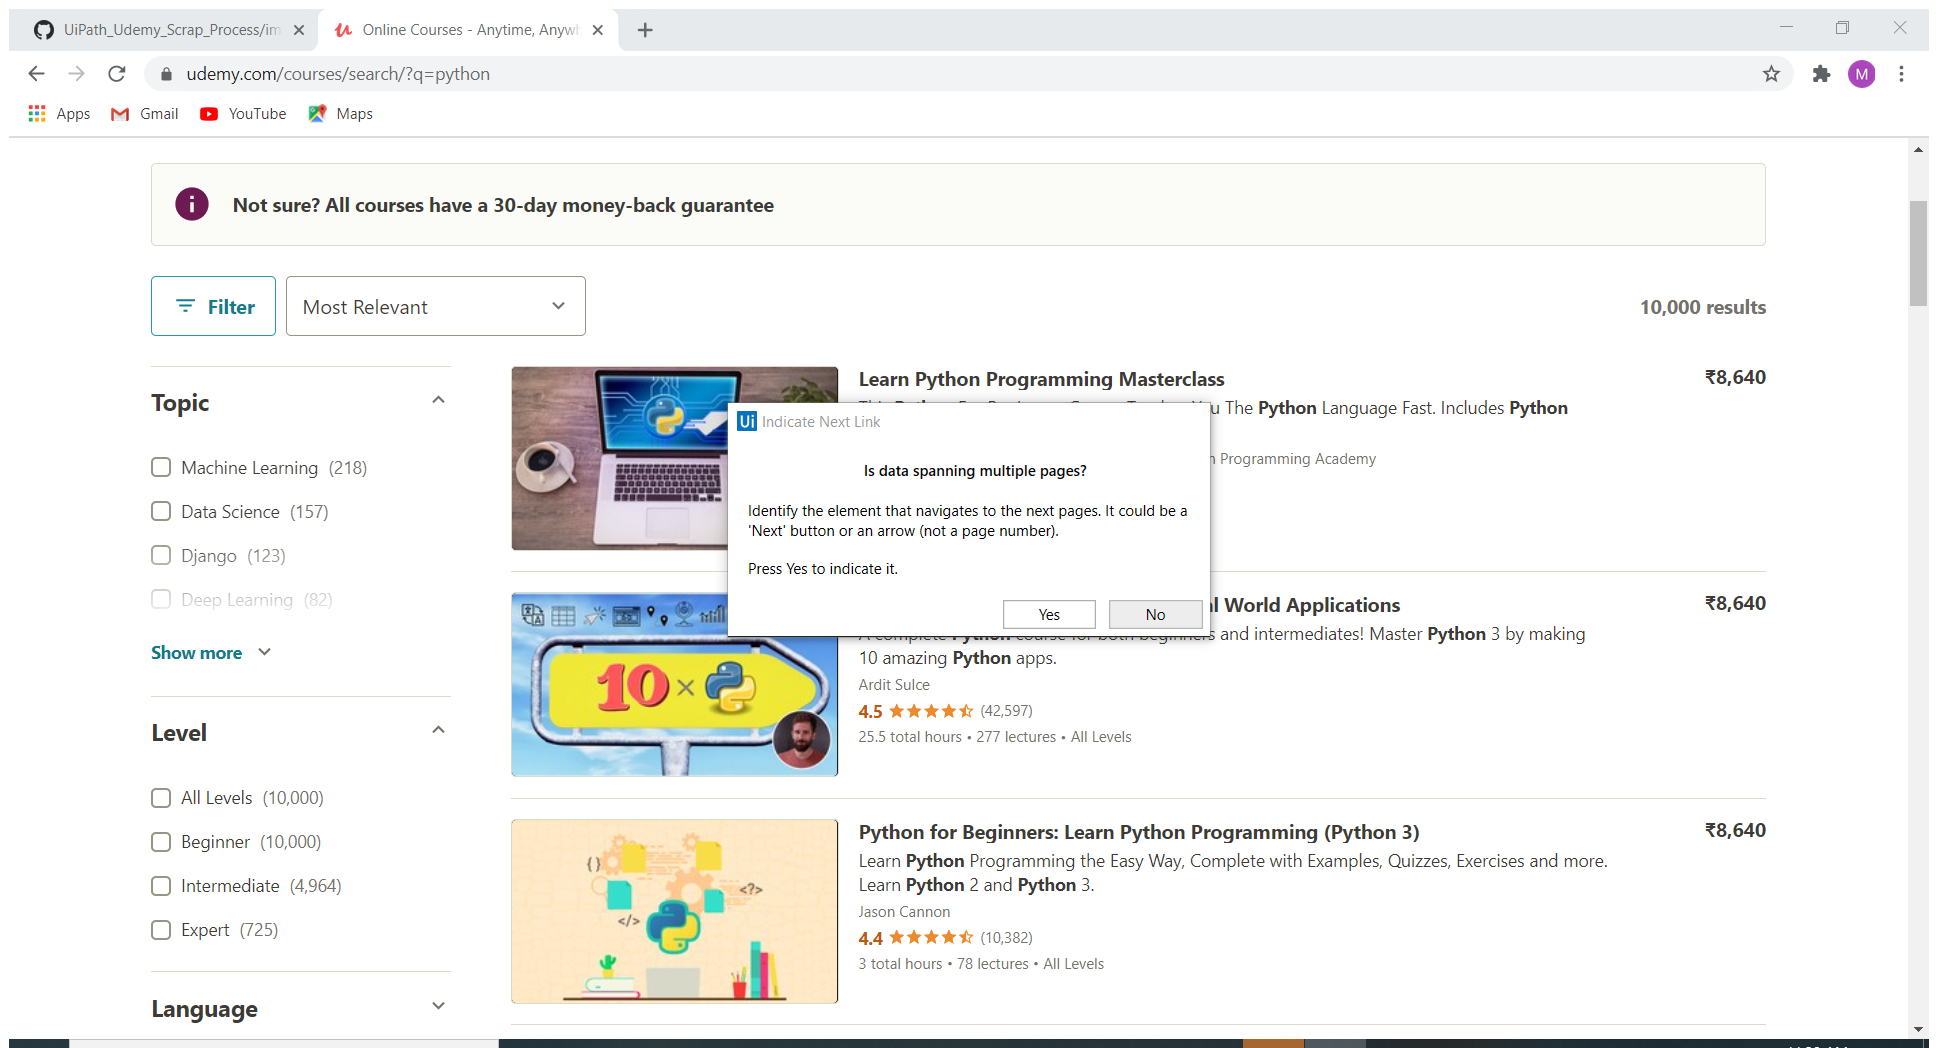 UiPath_Udemy_Scrap_Process/im
Online Courses - Anytime, Anywh
udemy.com/courses/search/?q=python
M
Apps
Gmail
YouTube
Maps
Not sure? All courses have a 30-day money-back guarantee
Filter
Most Relevant
10,000 results
Topic
Machine Learning (218)
Data Science (157)
Django (123)
Deep Learning (82)
Show more
Level
All Levels (10,000)
Beginner (10,000)
Intermediate (4,964)
Expert (725)
Language
Learn Python Programming Masterclass
₹8,640
The Python Language Fast. Includes Python
Programming Academy
Ui Indicate Next Link
Is data spanning multiple pages?
Identify the element that navigates to the next pages. It could be a
'Next' button or an arrow (not a page number).
Press Yes to indicate it.
Yes
No
World Applications
₹8,640
A complete Python course for both beginners and intermediates! Master Python 3 by making
10 amazing Python apps.
Ardit Sulce
4.5 (42,597)
25.5 total hours • 277 lectures • All Levels
10 ×
Python for Beginners: Learn Python Programming (Python 3)
₹8,640
Learn Python Programming the Easy Way, Complete with Examples, Quizzes, Exercises and more.
Learn Python 2 and Python 3.
Jason Cannon
4.4 (10,382)
3 total hours • 78 lectures • All Levels
{ }
<?>
</>